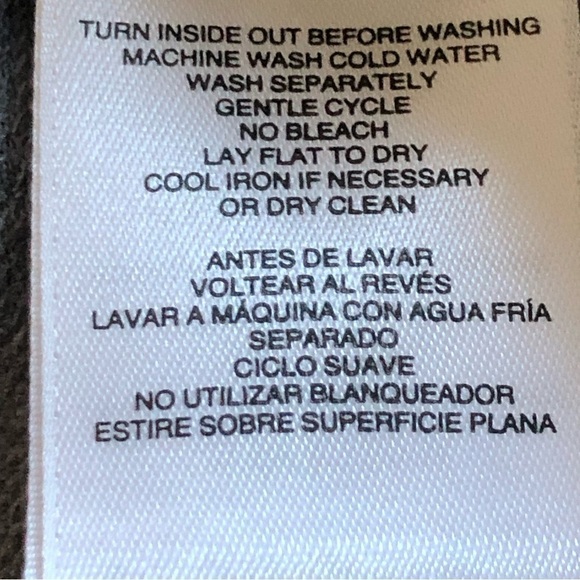 TURN INSIDE OUT BEFORE WASHING
MACHINE WASH COLD WATER
WASH SEPARATELY
GENTLE CYCLE
NO BLEACH
LAY FLAT TO DRY
COOL IRON IF NECESSARY
OR DRY CLEAN
ANTES DE LAVAR
VOLTEAR AL REVÉS
LAVAR A MÁQUINA CON AGUA FRÍA
SEPARADO
CICLO SUAVE
NO UTILIZAR BLANQUEADOR
ESTIRE SOBRE SUPERFICIE PLANA